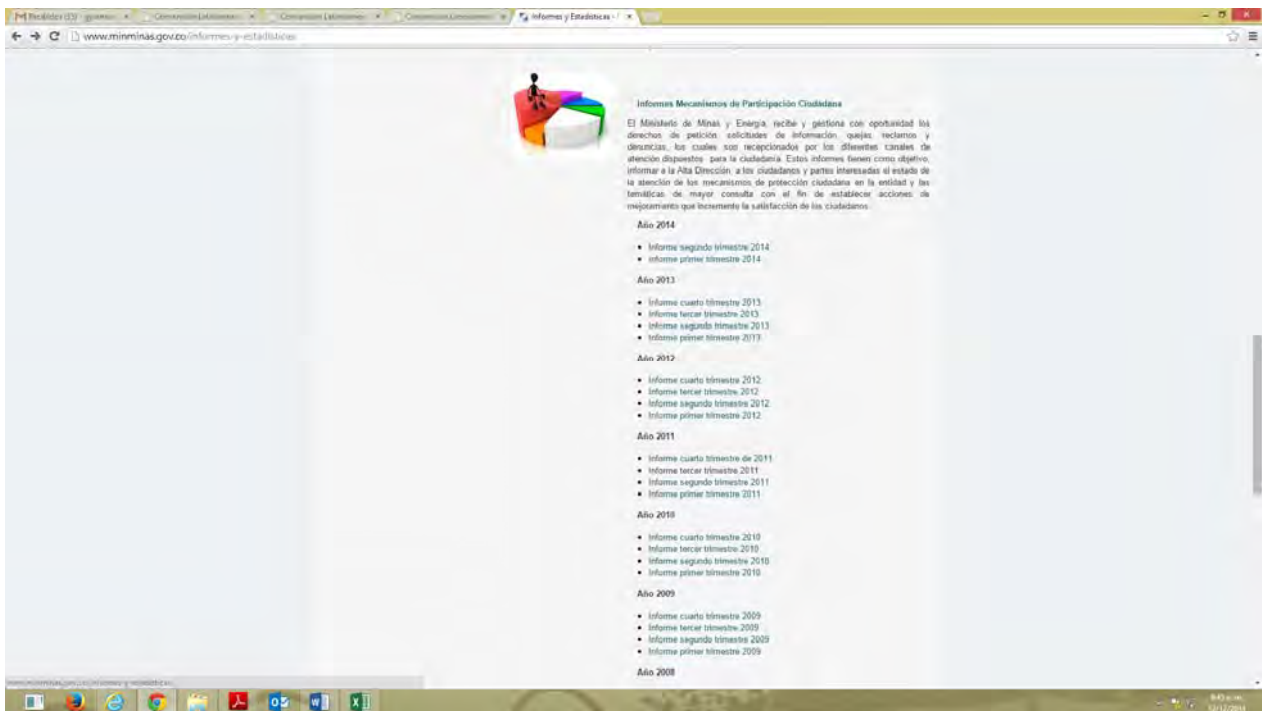 Informes y Estadísticas -
www.minminas.gov.co/informes-y-estadisticas
Informes Mecanismos de Participación Ciudadana
El Ministerio de Minas y Energía, recibe y gestiona con oportunidad los
derechos de petición, solicitudes de información, quejas, reclamos y
denuncias, los cuales son recepcionados por los diferentes canales de
atención dispuestos para la ciudadanía. Estos informes tienen como objetivo,
informar a la Alta Dirección, a los ciudadanos y partes interesadas el estado de
la atención de los mecanismos de protección ciudadana en la entidad y las
temáticas de mayor consulta con el fin de establecer acciones de
mejoramiento que incremente la satisfacción de los ciudadanos.
Año 2014
Informe segundo trimestre 2014
Informe primer trimestre 2014
Año 2013
Informe cuarto trimestre 2013
Informe tercer trimestre 2013
Informe segundo trimestre 2013
Informe primer trimestre 2013
Año 2012
Informe cuarto trimestre 2012
Informe tercer trimestre 2012
Informe segundo trimestre 2012
Informe primer trimestre 2012
Año 2011
Informe cuarto trimestre de 2011
Informe tercer trimestre 2011
Informe segundo trimestre 2011
Informe primer trimestre 2011
Año 2010
Informe cuarto trimestre 2010
Informe tercer trimestre 2010
Informe segundo trimestre 2010
Informe primer trimestre 2010
Año 2009
Informe cuarto trimestre 2009
Informe tercer trimestre 2009
Informe segundo trimestre 2009
Informe primer trimestre 2009
Año 2008